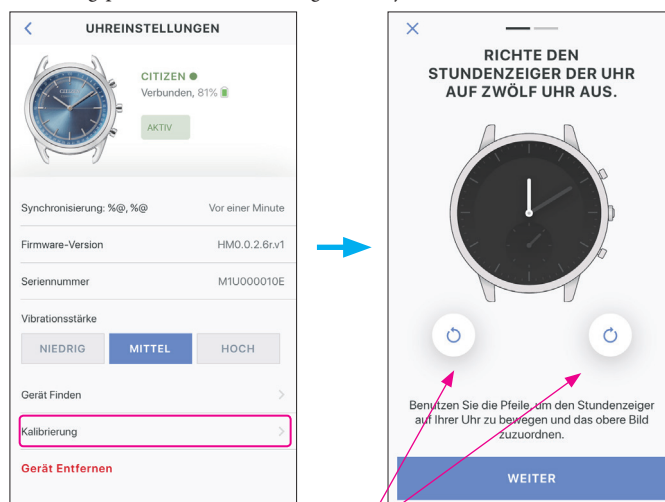 UHREINSTELLUNGEN
CITIZEN
Verbunden, 81%
AKTIV
Synchronisierung: %@, %@ Vor einer Minute
Firmware-Version HM0.0.2.6r.v1
Seriennummer M1U000010E
Vibrationsstärke
NIEDRIG MITTEL HOCH
Gerät Finden
Kalibrierung
Gerät Entfernen
RICHTE DEN
STUNDENZEIGER DER UHR
AUF ZWÖLF UHR AUS.
Benutzen Sie die Pfeile, um den Stundenzeiger
auf Ihrer Uhr zu bewegen und das obere Bild
zuzuordnen.
WEITER